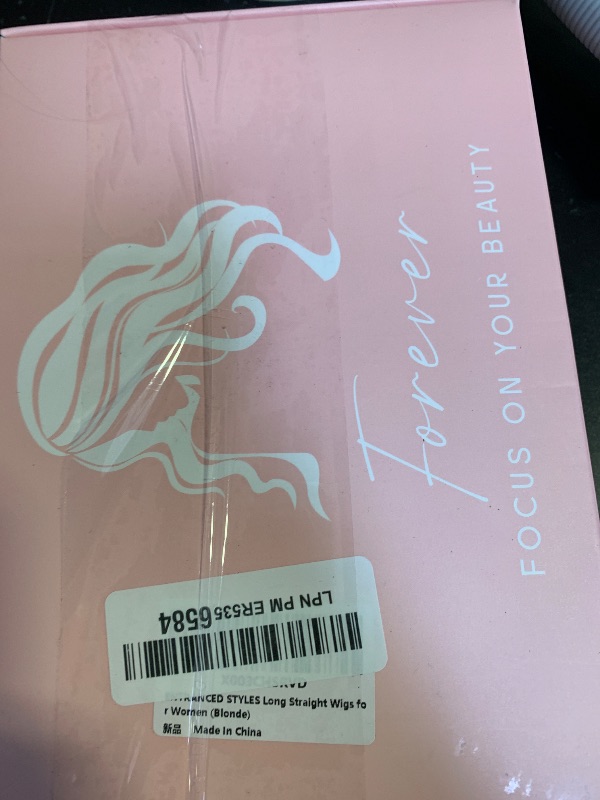 Forever
FOCUS ON YOUR BEAUTY
LPN PM ER5356584
STYLES Long Straight Wigs fo
r Women (Blonde)
新品 Made In China